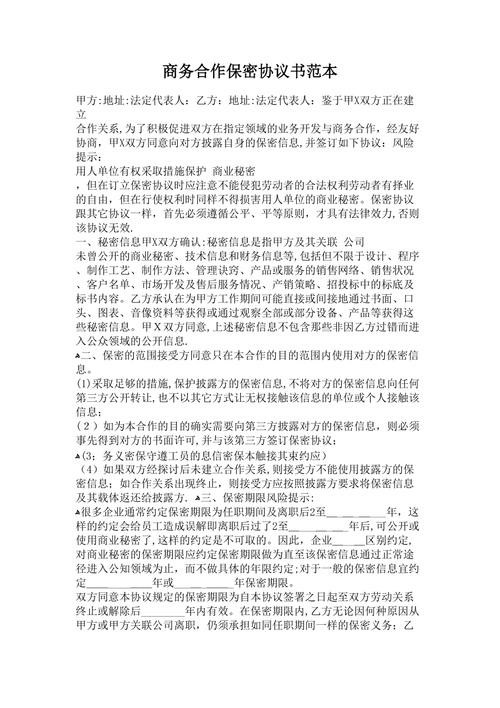 商务合作保密协议书范本
甲方:地址:法定代表人：乙方；地址:法定代表人：鉴于甲X双方正在建
立
合作关系,为了积极促进双方在指定领域的业务开发与商务合作，经友好
协商，甲X双方同意向对方披露自身的保密信息,并签订如下协议：风险
提示:
用人单位有权采取措施保护 商业秘密
，但在订立保密协议时应注意不能侵犯劳动者的合法权利劳动者有择业
的自由，但在行使权利时同样不得损害用人单位的商业秘密。保密协议
跟其它协议一样，首先必须遵循公平、平等原则，才具有法律效力,否则
该协议无效.
一、秘密信息甲X双方确认:秘密信息是指甲方及其关联 公司
未曾公开的商业秘密、技术信息和财务信息等,包括但不限于设计、程序
、制作工艺、制作方法、管理诀窍、产品或服务的销售网络、销售状况
、客户名单、市场开发及售后服务情况、产销策略、招投标中的标底及
标书内容。乙方承认在为甲方工作期间可能直接或间接地通过书面、口
头、图表、音像资料等获得或通过观察全部或部分设备、产品等获得这
些秘密信息。甲Ｘ双方同意,上述秘密信息不包含那些非因乙方过错而进
入公众领域的公开信息.
二、保密的范围接受方同意只在本合作的目的范围内使用对方的保密信
息。
(1)采取足够的措施,保护披露方的保密信息,不将对方的保密信息向任何
第三方公开转让,也不以其它方式让无权接触该信息的单位或个人接触该
信息；
(２）如为本合作的目的确实需要向第三方披露对方的保密信息，则必须
事先得到对方的书面许可,并与该第三方签订保密协议；
(3；务义密保守遵工员的息信密保本触接其束约应）
（4）如果双方经探讨后未建立合作关系,则接受方不能使用披露方的保
密信息；如合作关系出现终止，则接受方应按照披露方要求将保密信息
及其载体返还给披露方．三、保密期限风险提示:
很多企业通常约定保密期限为任职期间及离职后2至__________年，这
样的约定会给员工造成误解即离职后过了2至__________年后,可公开或
使用商业秘密了,这样的约定是不可取的。因此，企业______区别约定,
对商业秘密的保密期限应约定保密期限做为直至该保密信息通过正常途
径进入公知领域为止，而不做具体的年限约定;对于一般的保密信息宜约
定__________年或__________年保密期限。
双方同意本协议规定的保密期限为自本协议签署之日起至双方劳动关系
终止或解除后________年内有效。在保密期限内,乙方无论因何种原因从
甲方或甲方关联公司离职，仍须承担如同任职期间一样的保密义务；乙